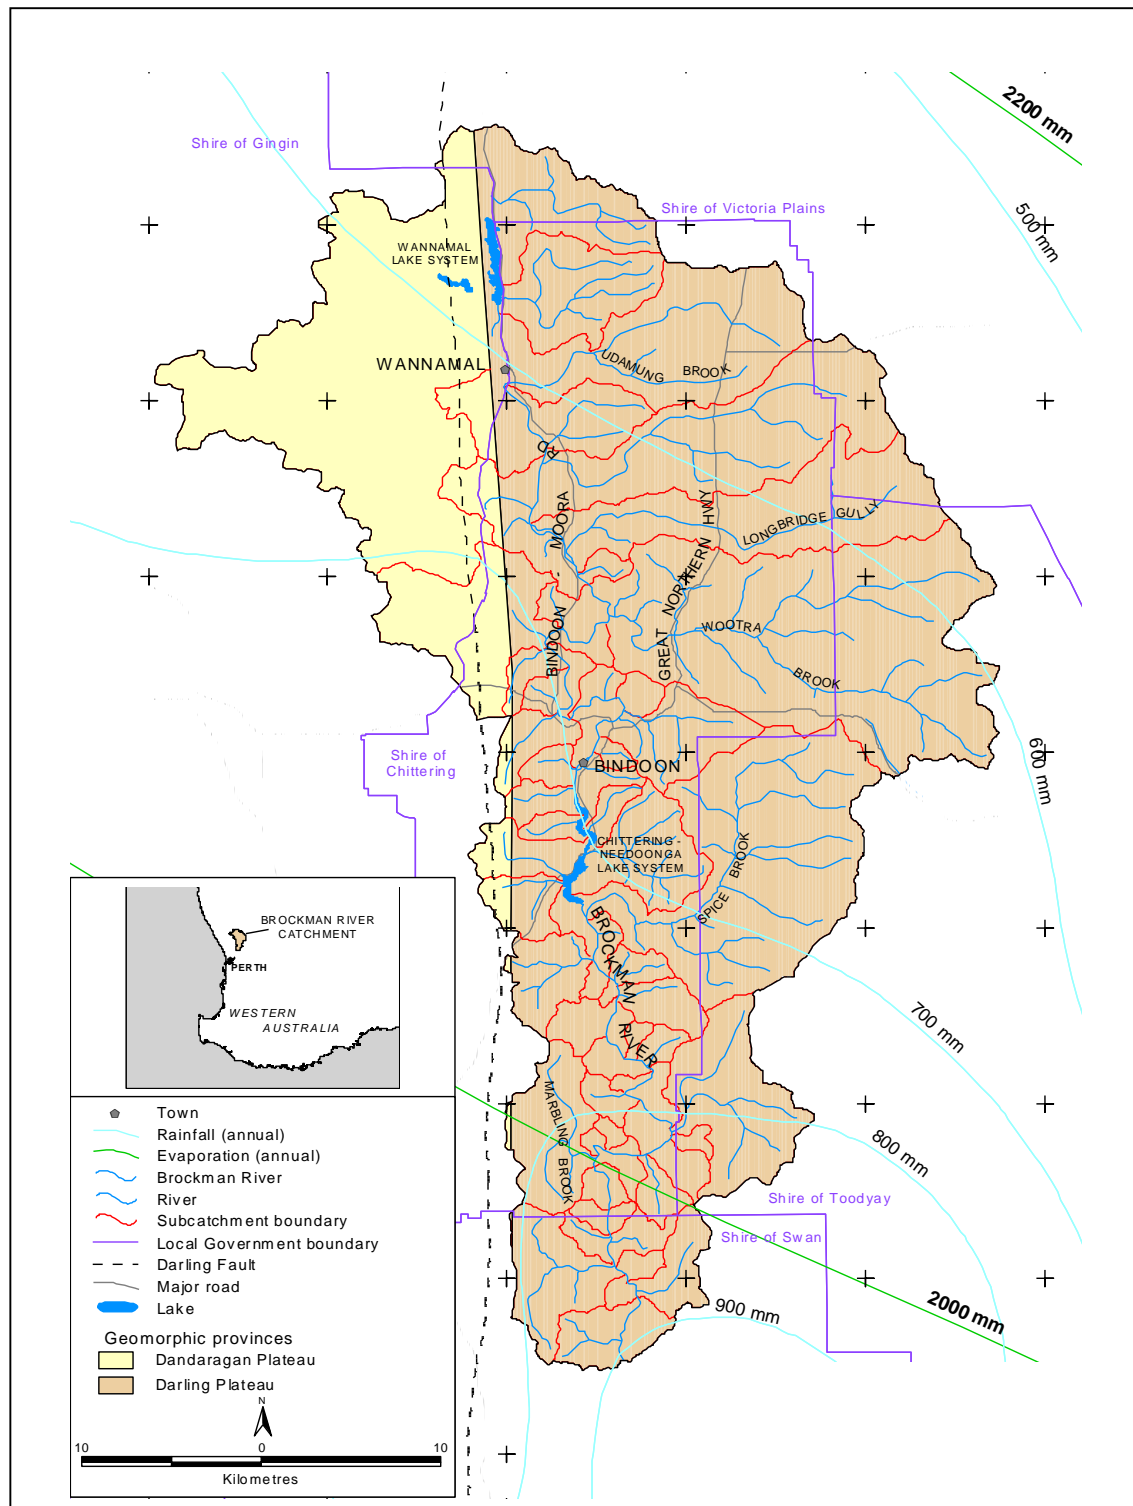 2200 mm
Shire of Gingin
Shire of Victoria Plains
500 mm
WANNAMAL
LAKE SYSTEM
WANNAMAL
UDAMUNG BROOK
BINDOON - MOORA RD
GREAT NORTHERN HWY
LONGBRIDGE GULLY
WOOTRA BROOK
Shire of
Chittering
BINDOON
600 mm
CHITTERING -
NEEDOONGA
LAKE SYSTEM
SPICE BROOK
BROCKMAN RIVER
BROCKMAN RIVER
CATCHMENT
PERTH
WESTERN
AUSTRALIA
700 mm
MARBLING BROOK
800 mm
Shire of Toodyay
Shire of Swan
900 mm
2000 mm
Town
Rainfall (annual)
Evaporation (annual)
Brockman River
River
Subcatchment boundary
Local Government boundary
Darling Fault
Major road
Lake
Geomorphic provinces
Dandaragan Plateau
Darling Plateau
N
10 0 10
Kilometres